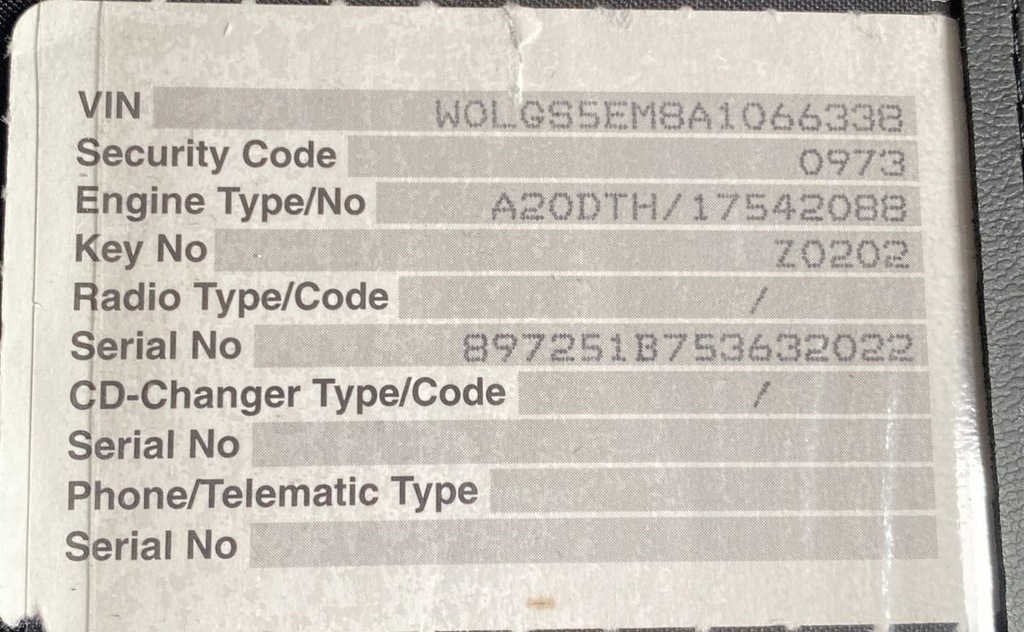 VIN W0LGS5EM8A1066338
Security Code 0973
Engine Type/No A20DTH/17542088
Key No Z0202
Radio Type/Code /
Serial No 897251B753632022
CD-Changer Type/Code /
Serial No
Phone/Telematic Type
Serial No